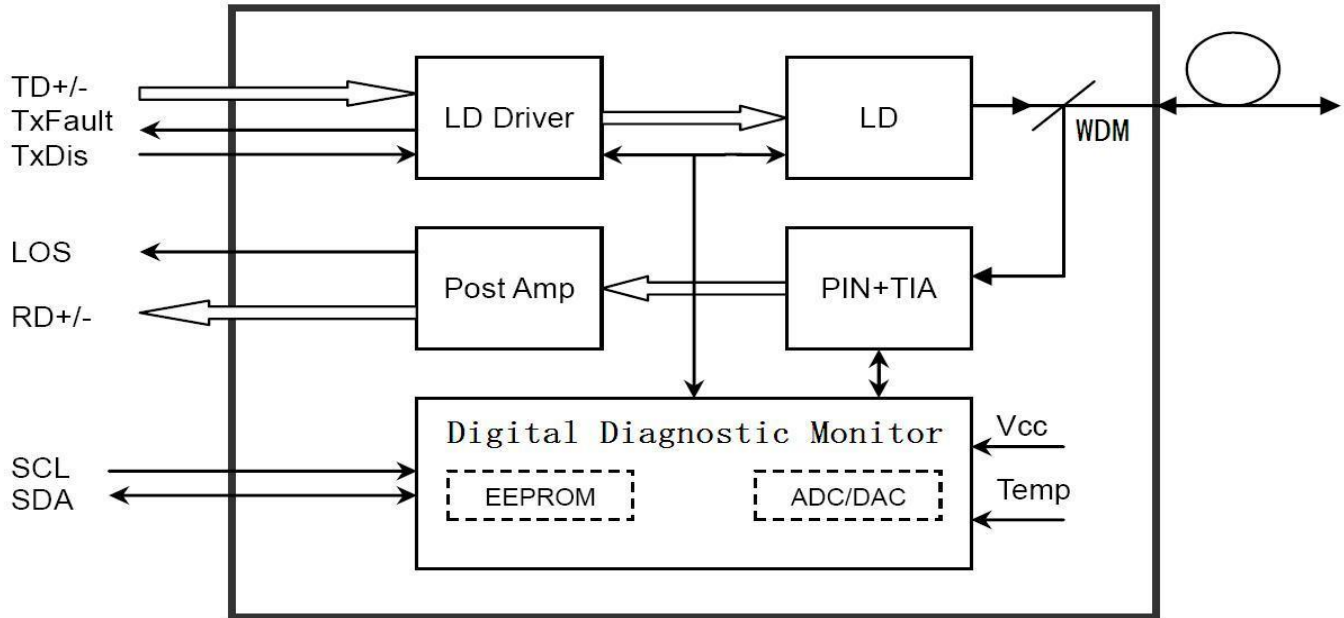 TD+/-
TxFault
TxDis
LD Driver
LD
WDM
LOS
RD+/-
Post Amp
PIN+TIA
Digital Diagnostic Monitor
EEPROM
ADC/DAC
Vcc
Temp
SCL
SDA